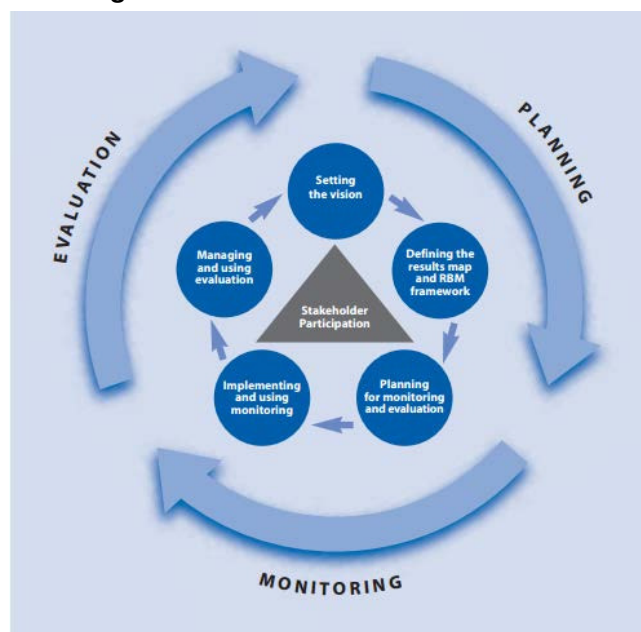 g
EVALUATION
PLANNING
Setting
the vision
Defining the
results map
and RBM
framework
Planning
for monitoring
and evaluation
Implementing
and using
monitoring
Managing
and using
evaluation
Stakeholder
Participation
MONITORING